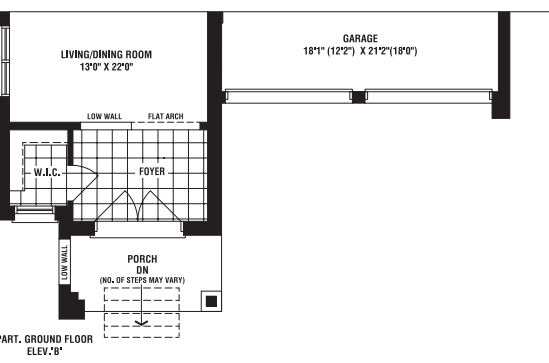 LIVING/DINING ROOM
13'0" X 22'0"
GARAGE
18'1" (12'2") X 21'2"(18'0")
LOW WALL
FLAT ARCH
W.I.C.
FOYER
LOW WALL
PORCH
DN
(NO. OF STEPS MAY VARY)
PART. GROUND FLOOR
ELEV.'B'